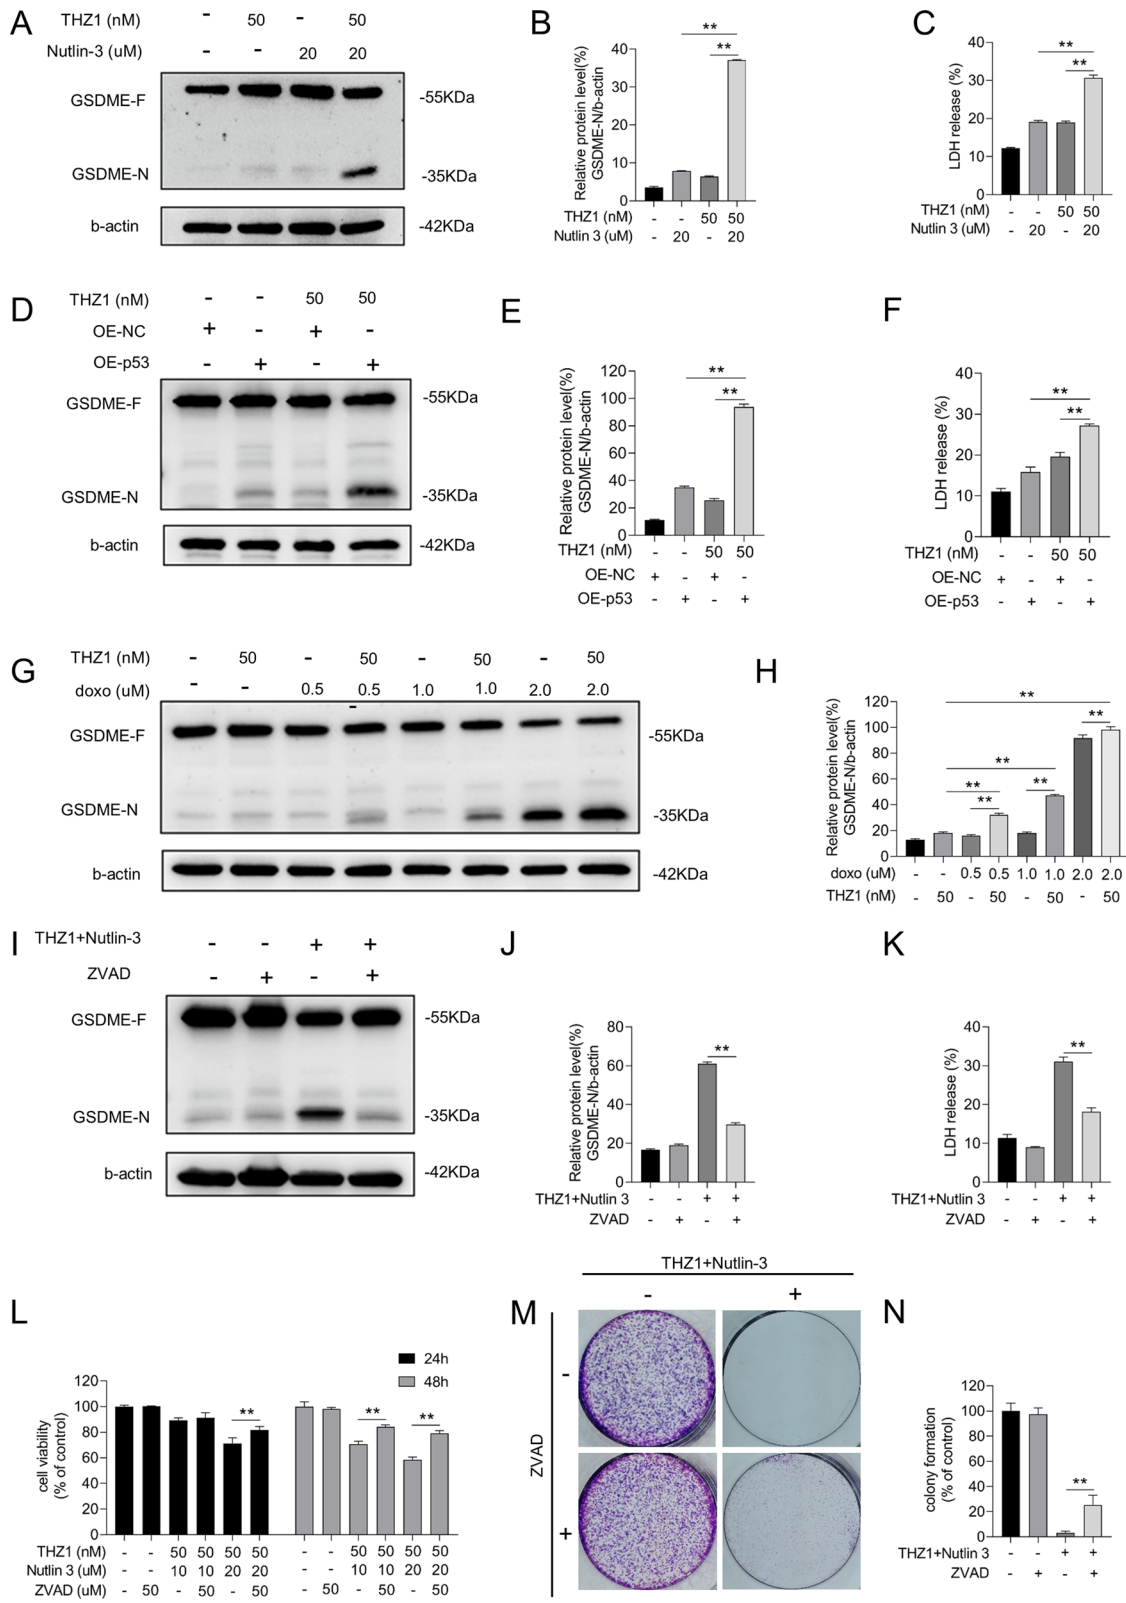 A
THZ1 (nM) - 50 - 50
Nutlin-3 (uM) - - 20 20
GSDME-F -55KDa
GSDME-N -35KDa
b-actin -42KDa
B
Relative protein level(%)
GSDME-N/b-actin
40
30
20
10
0
** **
THZ1 (nM) - - 50 50
Nutlin 3 (uM) - 20 - 20
C
LDH release (%)
40
30
20
10
0
** **
THZ1 (nM) - - 50 50
Nutlin 3 (uM) - 20 - 20
D
THZ1 (nM) - - 50 50
OE-NC + - + -
OE-p53 - + - +
GSDME-F -55KDa
GSDME-N -35KDa
b-actin -42KDa
E
Relative protein level(%)
GSDME-N/b-actin
120
100
80
60
40
20
0
** **
THZ1 (nM) - - 50 50
OE-NC + - + -
OE-p53 - + - +
F
LDH release (%)
40
30
20
10
0
** **
THZ1 (nM) - - 50 50
OE-NC + - + -
OE-p53 - + - +
G
THZ1 (nM) - 50 - 50 - 50 - 50
doxo (uM) - - 0.5 0.5 1.0 1.0 2.0 2.0
GSDME-F -55KDa
GSDME-N -35KDa
b-actin -42KDa
H
Relative protein level(%)
GSDME-N/b-actin
120
100
80
60
40
20
0
** ** ** ** ** **
doxo (uM) - - 0.5 0.5 1.0 1.0 2.0 2.0
THZ1 (nM) - 50 - 50 - 50 - 50
I
THZ1+Nutlin-3 - - + +
ZVAD - + - +
GSDME-F -55KDa
GSDME-N -35KDa
b-actin -42KDa
J
Relative protein level(%)
GSDME-N/b-actin
80
60
40
20
0
**
THZ1+Nutlin 3 - - + +
ZVAD - + - +
K
LDH release (%)
40
30
20
10
0
**
THZ1+Nutlin 3 - - + +
ZVAD - + - +
L
24h
48h
cell viability
(% of control)
120
100
80
60
40
20
0
** ** **
THZ1 (nM) - - 50 50 50 50 - - 50 50 50 50
Nutlin 3 (uM) - - 10 10 20 20 - - 10 10 20 20
ZVAD (uM) - 50 - 50 - 50 - 50 - 50 - 50
M
THZ1+Nutlin-3
- +
ZVAD
-
+
N
colony formation
(% of control)
120
100
80
60
40
20
0
**
THZ1+Nutlin 3 - - + +
ZVAD - + - +